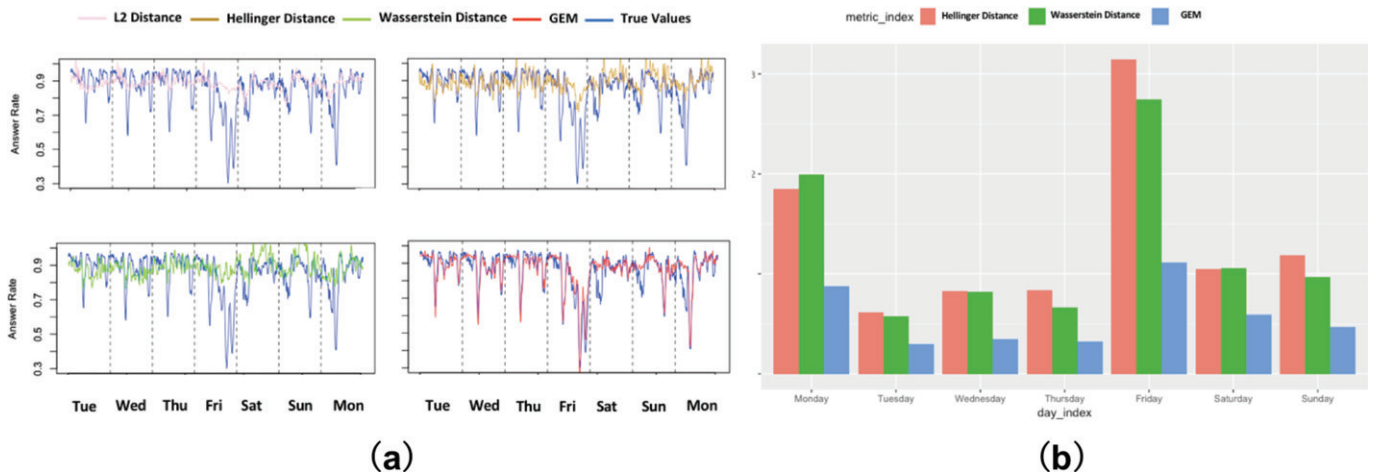 L2 Distance Hellinger Distance Wasserstein Distance GEM True Values
Answer Rate
0.9
0.7
0.5
0.3
Answer Rate
0.9
0.7
0.5
0.3
Tue Wed Thu Fri Sat Sun Mon
Tue Wed Thu Fri Sat Sun Mon
(a)
metric_index Hellinger Distance Wasserstein Distance GEM
3
2
Monday Tuesday Wednesday Thursday Friday Saturday Sunday
day_index
(b)